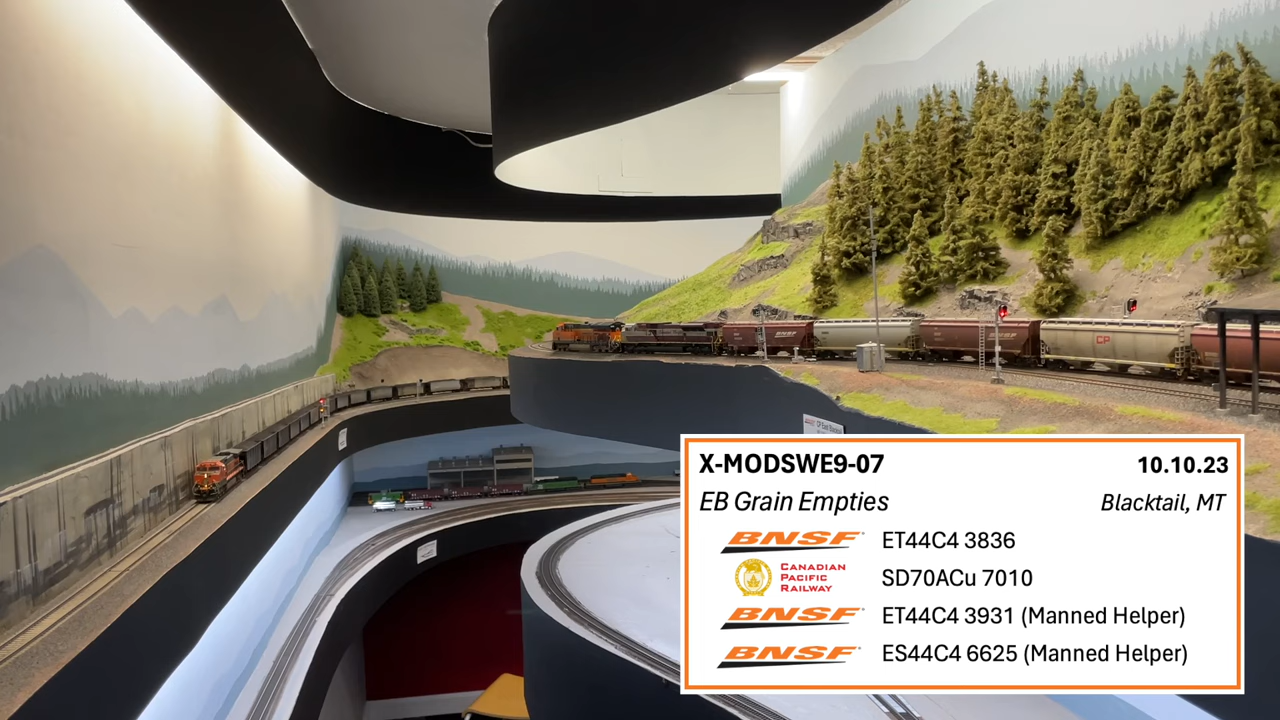 X-MODSWE9-07 10.10.23
EB Grain Empties Blacktail, MT
BNSF ET44C4 3836
CANADIAN
PACIFIC
RAILWAY
SD70ACu 7010
BNSF ET44C4 3931 (Manned Helper)
BNSF ES44C4 6625 (Manned Helper)
CP
BNSF